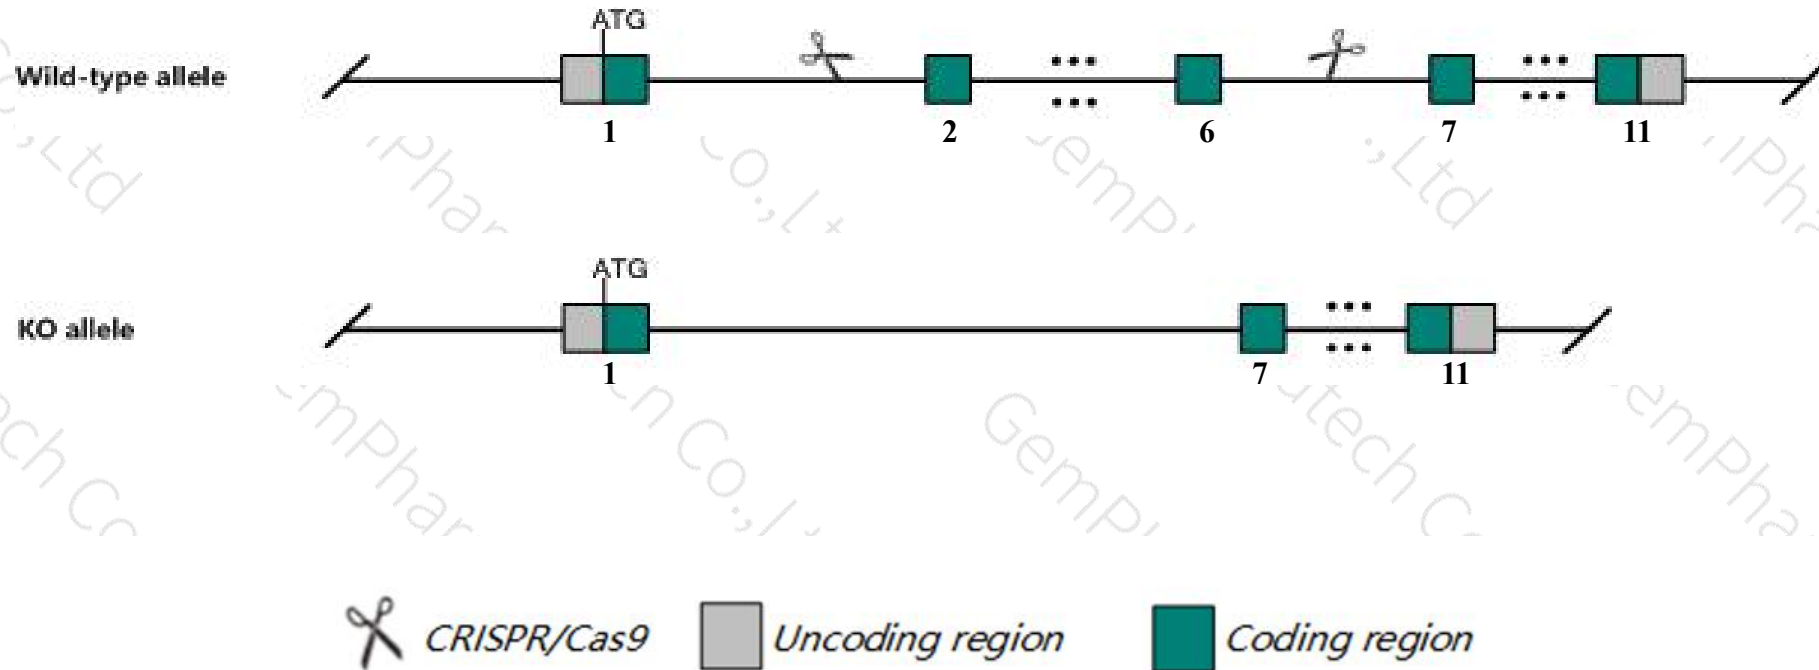 ATG
Wild-type allele
1 2 6 7 11
ATG
KO allele
1 7 11
GemPh
CRISPR/Cas9 Uncoding region Coding region